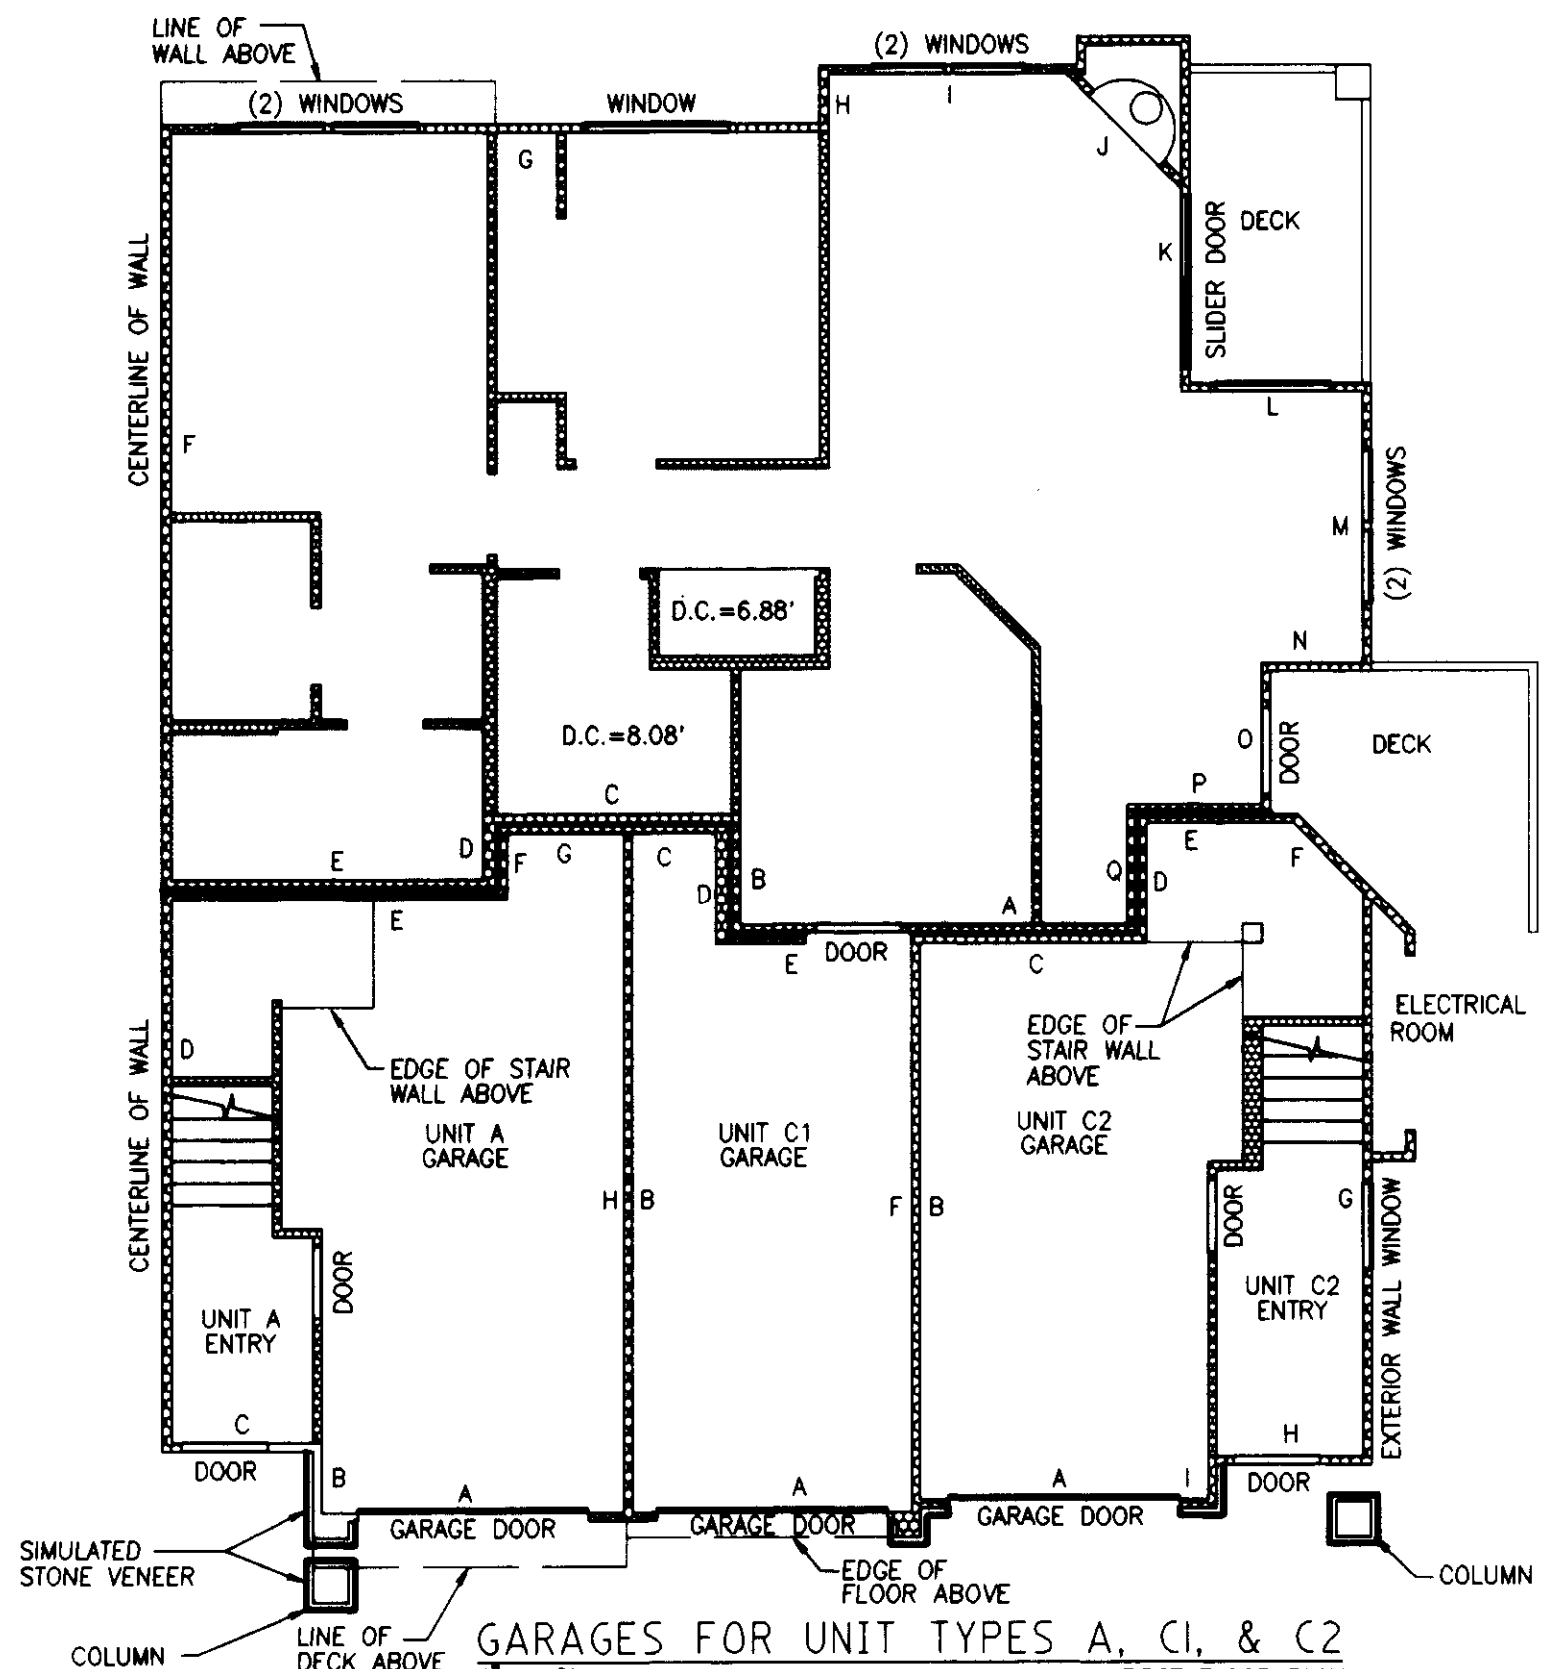 LINE OF
WALL ABOVE
(2) WINDOWS
(2) WINDOWS
WINDOW
H
I
G
J
DECK
SLIDER DOOR
K
CENTERLINE OF WALL
F
L
(2) WINDOWS
M
D.C.=6.88'
N
D.C.=8.08'
O
DOOR
DECK
P
C
E
D
F
G
C
D
B
A
Q
D
E
F
E
E
DOOR
C
D
CENTERLINE OF WALL
EDGE OF STAIR
WALL ABOVE
EDGE OF
STAIR WALL
ABOVE
ELECTRICAL
ROOM
UNIT A
GARAGE
UNIT C1
GARAGE
UNIT C2
GARAGE
H
B
F
B
DOOR
G
EXTERIOR WALL WINDOW
DOOR
UNIT A
ENTRY
UNIT C2
ENTRY
C
DOOR
B
A
A
A
I
H
DOOR
GARAGE DOOR
GARAGE DOOR
GARAGE DOOR
SIMULATED
STONE VENEER
EDGE OF
FLOOR ABOVE
COLUMN
COLUMN
LINE OF
DECK ABOVE
GARAGES FOR UNIT TYPES A, C1, & C2